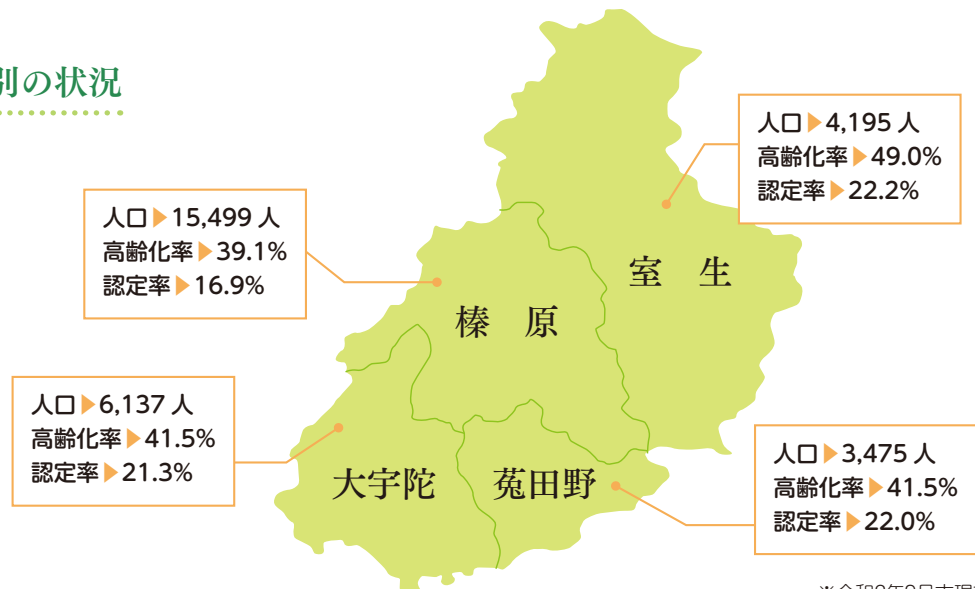 別の状況
人口▶4,195 人
高齢化率▶49.0%
認定率▶22.2%
人口▶15,499 人
高齢化率▶39.1%
認定率▶16.9%
室 生
榛 原
人口▶6,137 人
高齢化率▶41.5%
認定率▶21.3%
大宇陀
菟田野
人口▶3,475 人
高齢化率▶41.5%
認定率▶22.0%